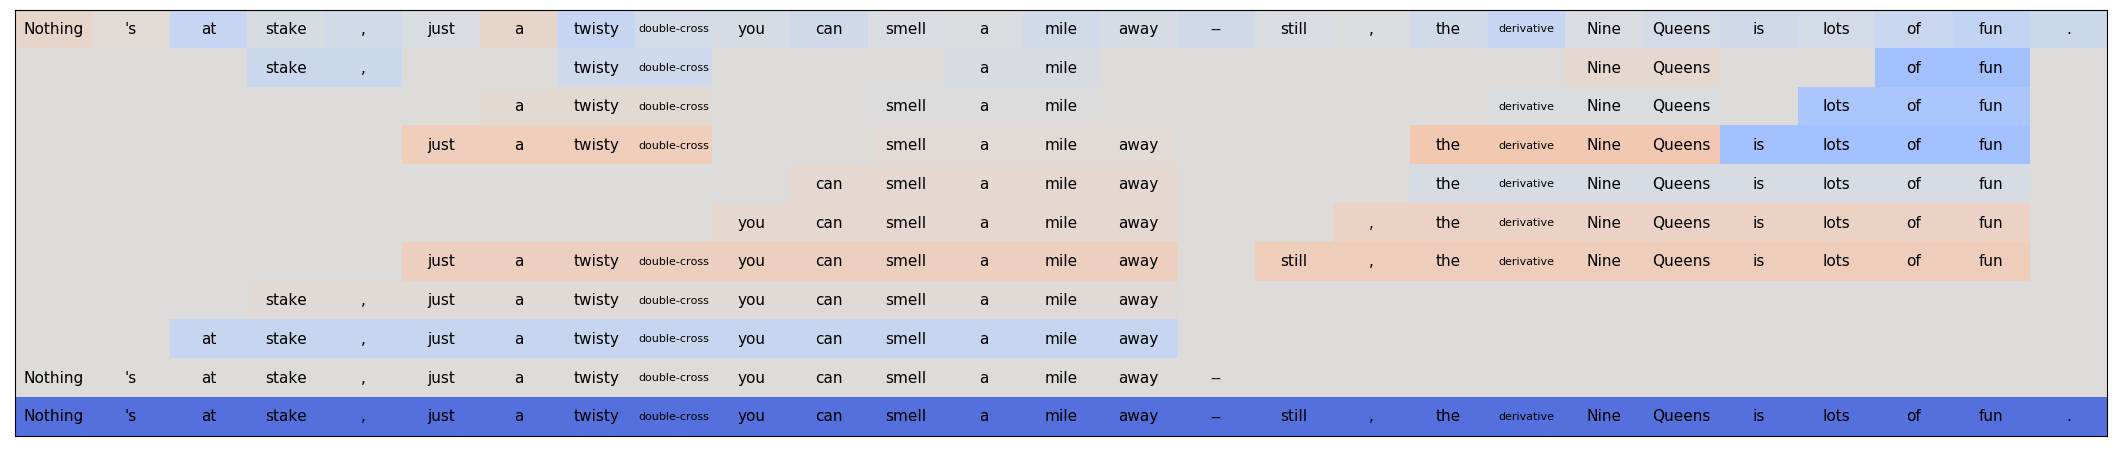 Nothing 's at stake , just a twisty double-cross you can smell a mile away -- still , the derivative Nine Queens is lots of fun .
stake , twisty double-cross a mile Nine Queens of fun
a twisty double-cross smell a mile derivative Nine Queens lots of fun
just a twisty double-cross smell a mile away the derivative Nine Queens is lots of fun
can smell a mile away the derivative Nine Queens is lots of fun
you can smell a mile away , the derivative Nine Queens is lots of fun
just a twisty double-cross you can smell a mile away still , the derivative Nine Queens is lots of fun
stake , just a twisty double-cross you can smell a mile away
at stake , just a twisty double-cross you can smell a mile away
Nothing 's at stake , just a twisty double-cross you can smell a mile away --
Nothing 's at stake , just a twisty double-cross you can smell a mile away -- still , the derivative Nine Queens is lots of fun .